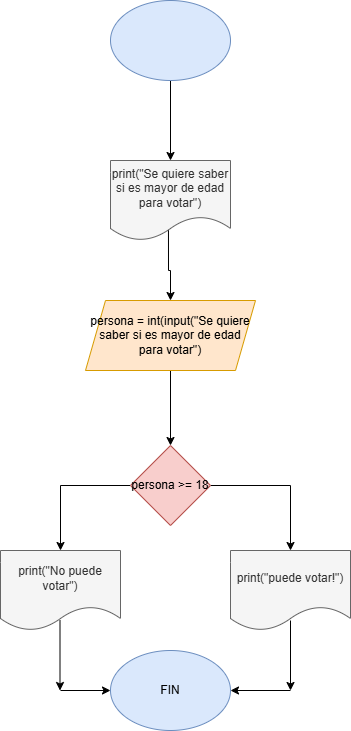 print("Se quiere saber
si es mayor de edad
para votar")
persona = int(input("Se quiere
saber si es mayor de edad
para votar")
persona >= 18
print("No puede
votar")
print("puede votar!")
FIN